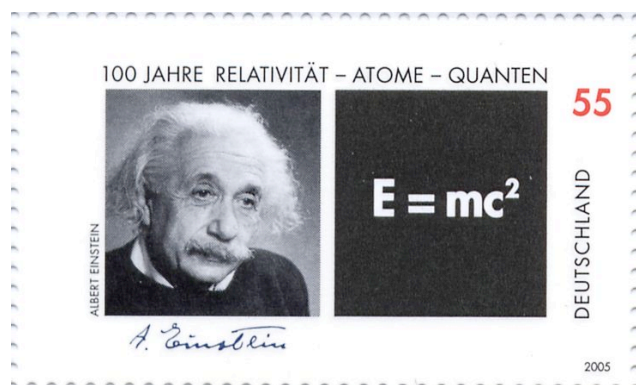 100 JAHRE RELATIVITÄT – ATOME – QUANTEN
55
E = mc²
ALBERT EINSTEIN
DEUTSCHLAND
A. Einstein
2005